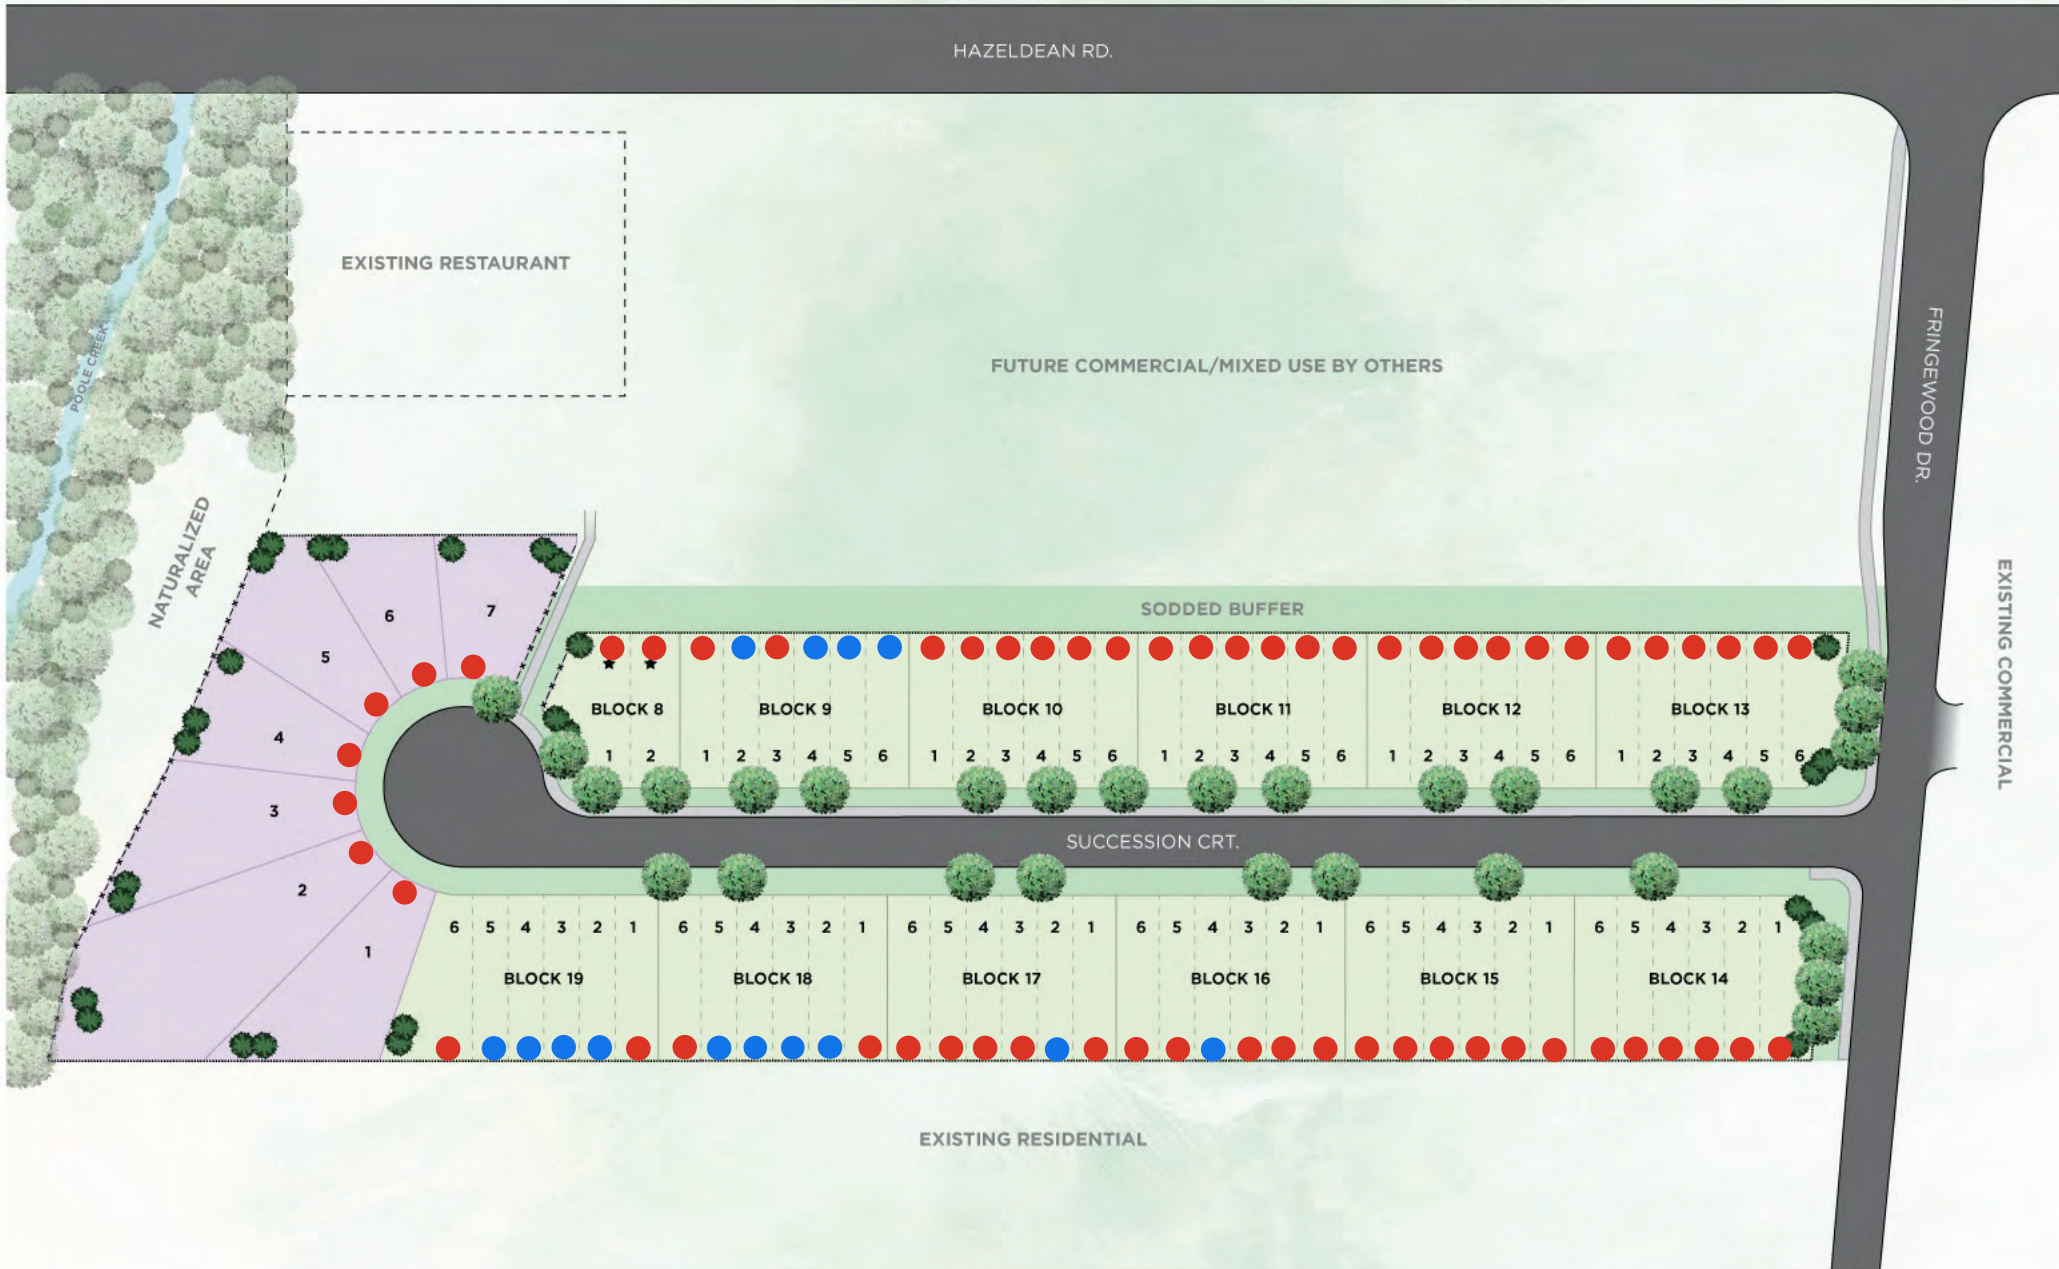 HAZELDEAN RD.
EXISTING RESTAURANT
POOLE CREEK
FUTURE COMMERCIAL/MIXED USE BY OTHERS
FRINGEWOOD DR.
NATURALIZED
AREA
EXISTING COMMERCIAL
SODDED BUFFER
7
6
5
4
3
2
1
BLOCK 8
BLOCK 9
BLOCK 10
BLOCK 11
BLOCK 12
BLOCK 13
1 2
1 2 3 4 5 6
1 2 3 4 5 6
1 2 3 4 5 6
1 2 3 4 5 6
1 2 3 4 5 6
SUCCESSION CRT.
6 5 4 3 2 1
6 5 4 3 2 1
6 5 4 3 2 1
6 5 4 3 2 1
6 5 4 3 2 1
6 5 4 3 2 1
BLOCK 19
BLOCK 18
BLOCK 17
BLOCK 16
BLOCK 15
BLOCK 14
EXISTING RESIDENTIAL